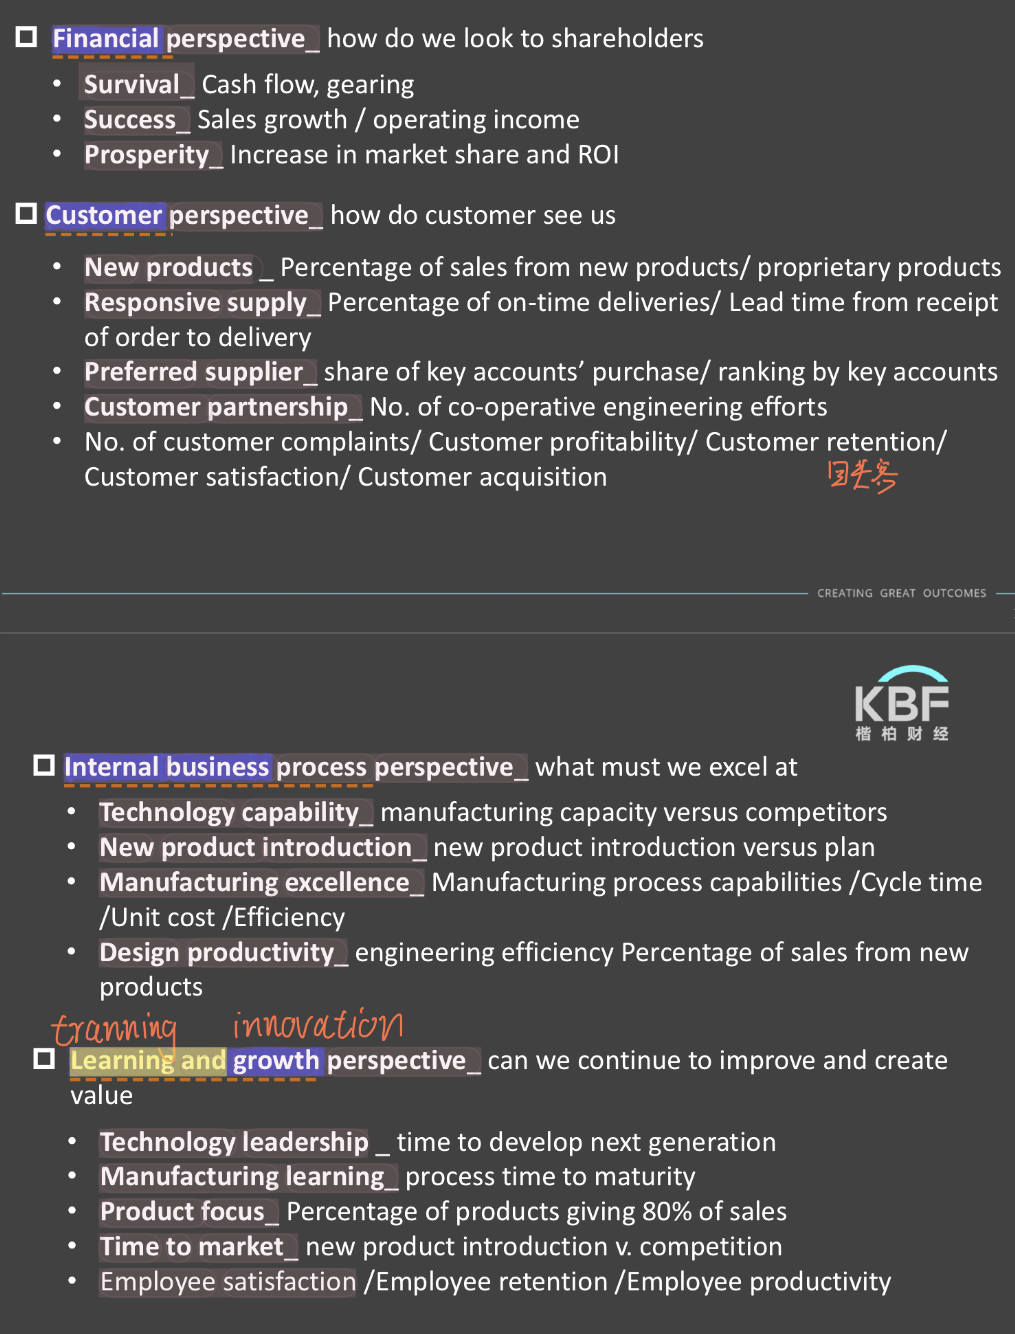 Financial perspective_ how do we look to shareholders
• Survival_ Cash flow, gearing
• Success_ Sales growth / operating income
• Prosperity_ Increase in market share and ROI
Customer perspective_ how do customer see us
• New products _ Percentage of sales from new products/ proprietary products
• Responsive supply_ Percentage of on-time deliveries/ Lead time from receipt
of order to delivery
• Preferred supplier_ share of key accounts’ purchase/ ranking by key accounts
• Customer partnership_ No. of co-operative engineering efforts
• No. of customer complaints/ Customer profitability/ Customer retention/
Customer satisfaction/ Customer acquisition
CREATING GREAT OUTCOMES
KBF
楷柏财经
Internal business process perspective_ what must we excel at
• Technology capability_ manufacturing capacity versus competitors
• New product introduction_ new product introduction versus plan
• Manufacturing excellence_ Manufacturing process capabilities /Cycle time
/Unit cost /Efficiency
• Design productivity_ engineering efficiency Percentage of sales from new
products
tranning innovation
Learning and growth perspective_ can we continue to improve and create
value
• Technology leadership _ time to develop next generation
• Manufacturing learning_ process time to maturity
• Product focus_ Percentage of products giving 80% of sales
• Time to market_ new product introduction v. competition
• Employee satisfaction /Employee retention /Employee productivity